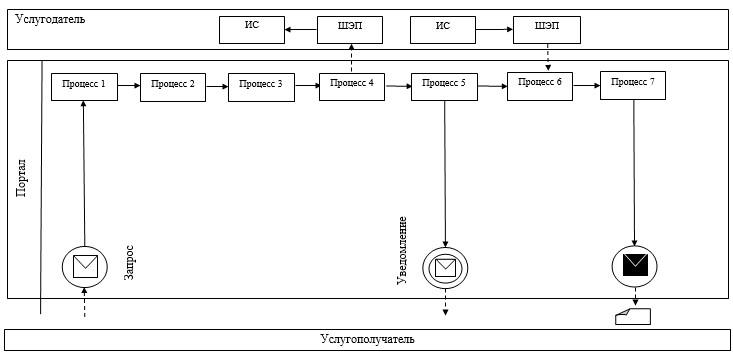 Услугодатель
ИС
ШЭП
ИС
ШЭП
Процесс 1
Процесс 2
Процесс 3
Процесс 4
Процесс 5
Процесс 6
Процесс 7
Портал
Запрос
Уведомление
Услугополучатель